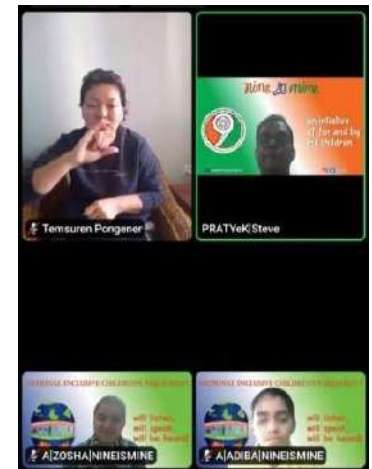 nine is mine
an initiative
of for and by
the children
Temsuren Pongener
PRATYeK|Steve
NATIONAL INCLUSIVE CHILDREN'S PARLIAMENT
will listen,
will speak,
will be heard!
A|ZOSHA|NINEISMINE
NATIONAL INCLUSIVE CHILDREN'S PARLIAMENT
will listen,
will speak,
will be heard!
A|ADIBA|NINEISMINE